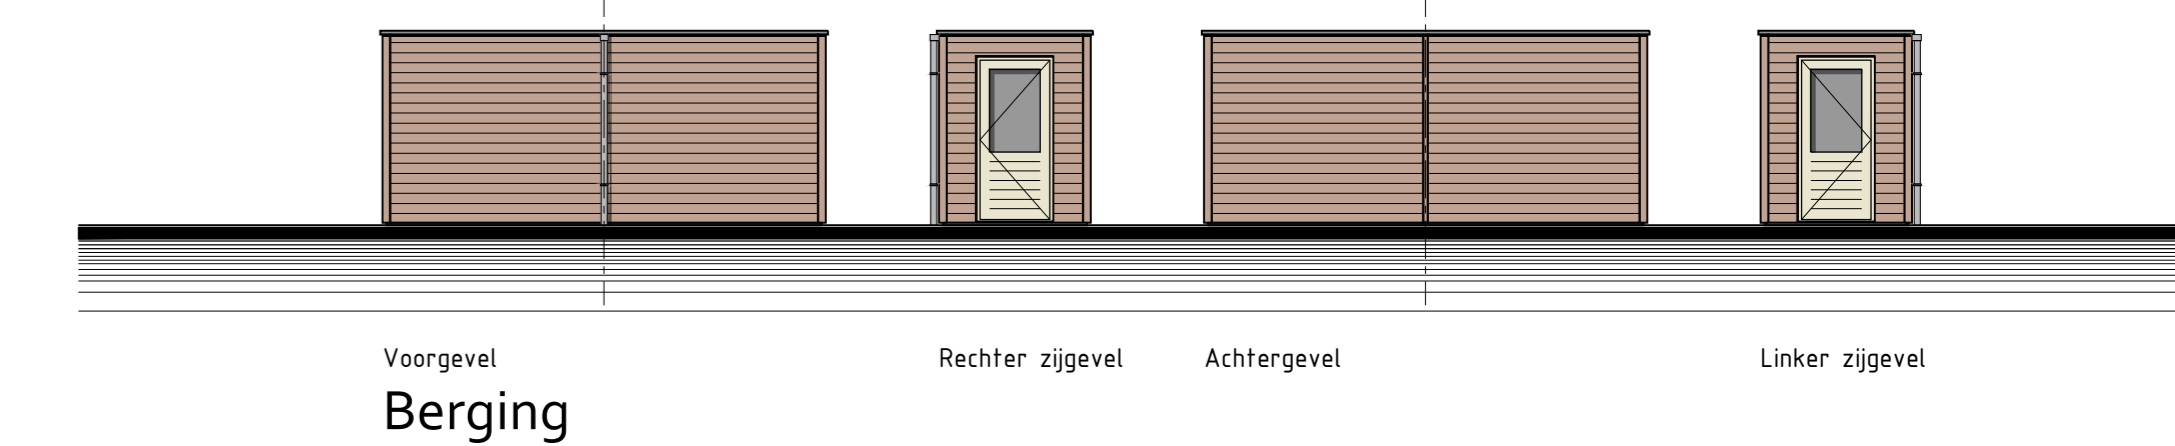 Voorgevel
Rechter zijgevel
Achtergevel
Linker zijgevel
Berging